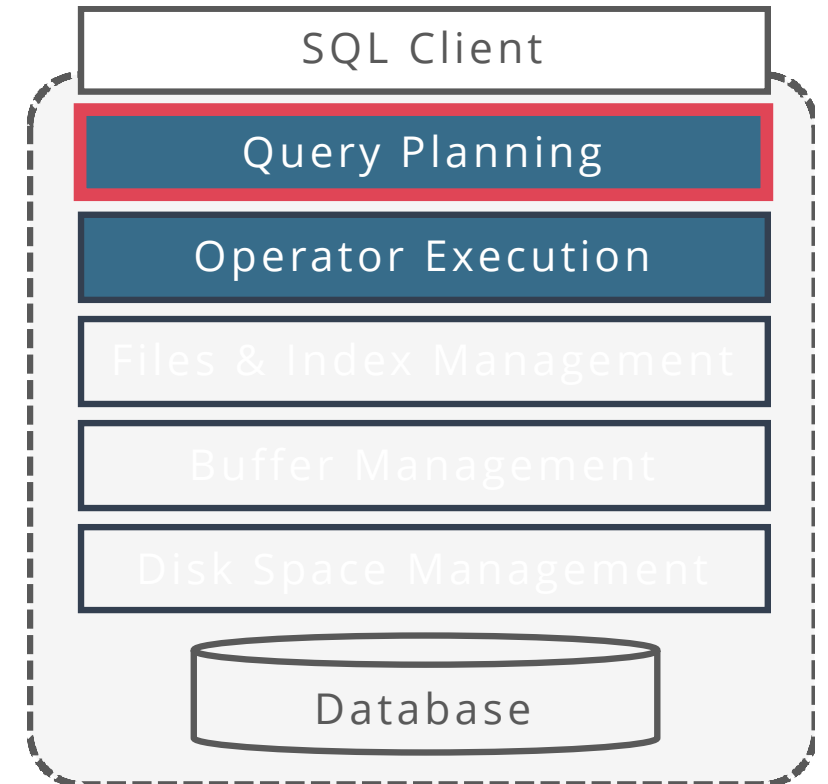 SQL Client
Query Planning
Operator Execution
Files & Index Management
Buffer Management
Disk Space Management
Database